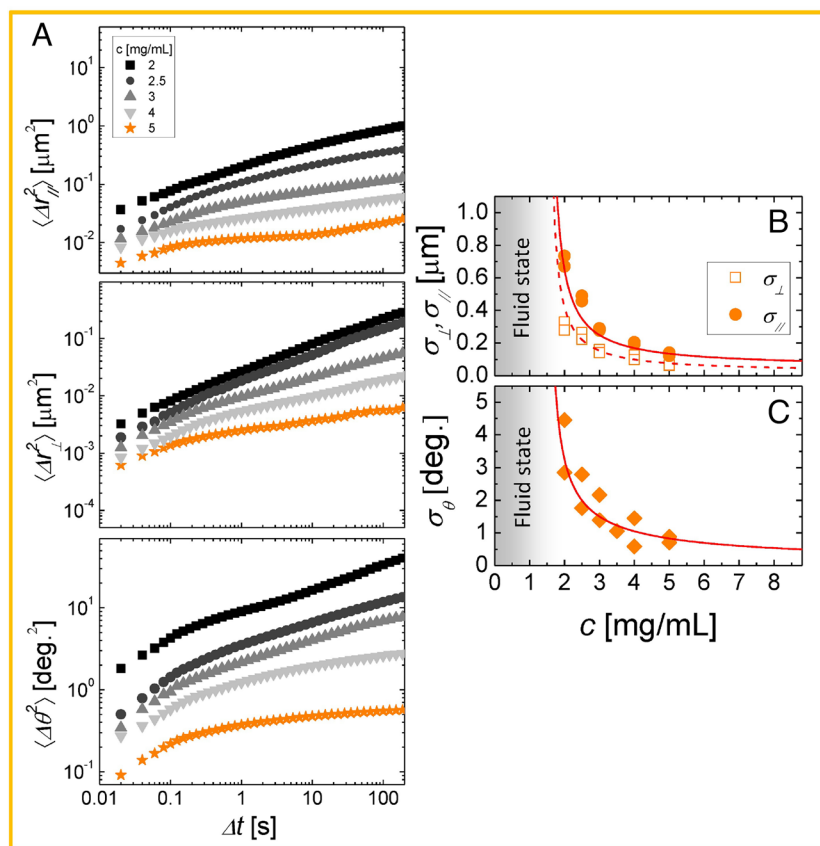 A
c [mg/mL]
2
2.5
3
4
5
10¹
10⁰
10⁻¹
10⁻²
⟨Δr²∥⟩ [μm²]
10⁻¹
10⁻²
10⁻³
10⁻⁴
⟨Δr²⊥⟩ [μm²]
10¹
10⁰
10⁻¹
⟨Δθ²⟩ [deg.²]
0.01 0.1 1 10 100
Δt [s]
B
1.0
0.8
0.6
0.4
0.2
0.0
σ⊥, σ∥ [μm]
Fluid state
σ⊥
σ∥
C
5
4
3
2
1
0
σθ [deg.]
Fluid state
0 1 2 3 4 5 6 7 8
c [mg/mL]